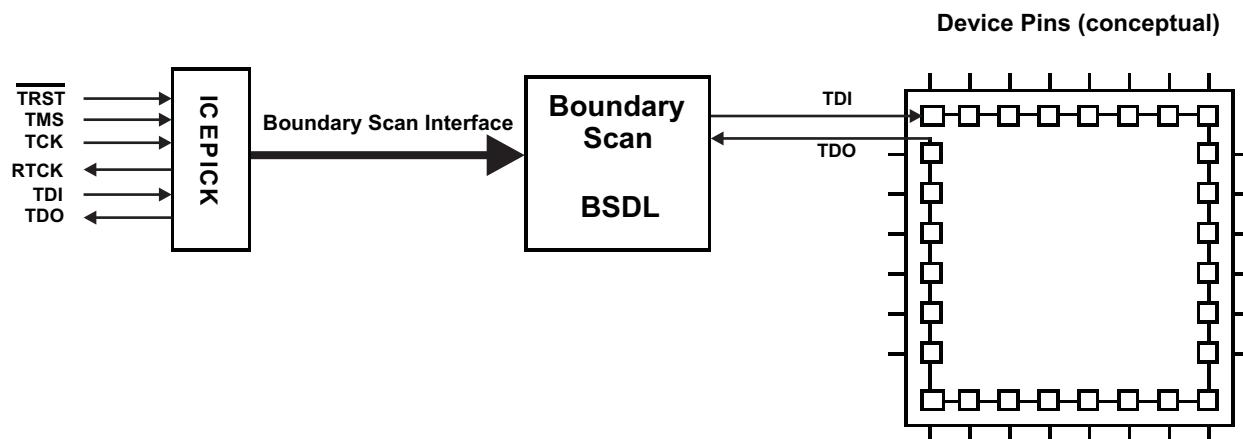 Device Pins (conceptual)
TRST
TMS
TCK
RTCK
TDI
TDO
ICEPICK
Boundary Scan Interface
Boundary
Scan
BSDL
TDI
TDO